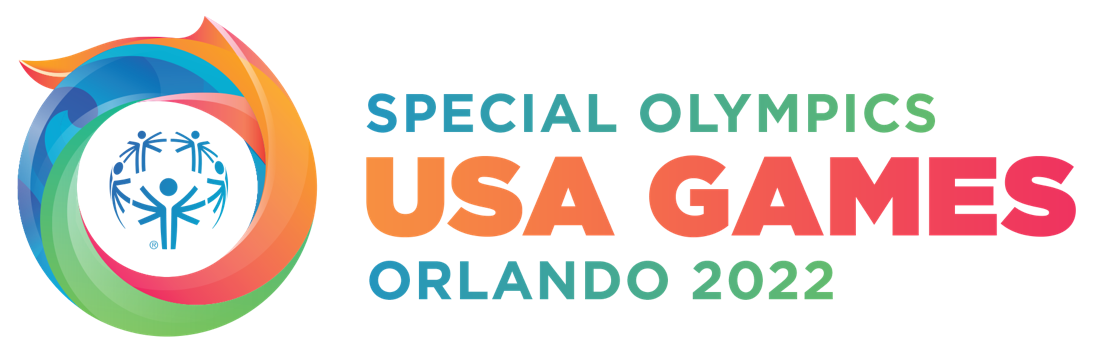 SPECIAL OLYMPICS
USA GAMES
ORLANDO 2022
®